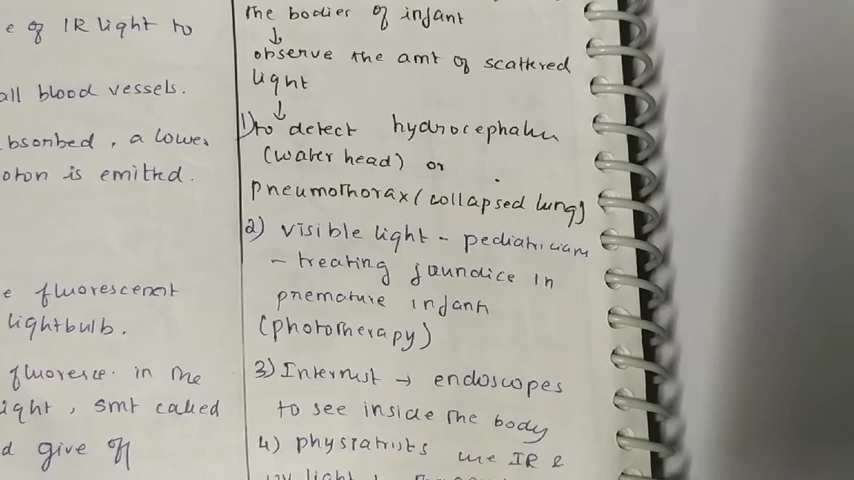 e of IR light to
all blood vessels.
bsorbed, a lower
oton is emitted.
e fluorescent
lightbulb.
fluoresce. in the
ight, smt called
d give off
the bodies of infant
↓
observe the amt of scattered
light
↓
1) to detect hydrocephalus
(water head) or
pneumothorax (collapsed lung)
2) visible light - pediatricians
- treating jaundice in
premature infants
(phototherapy)
3) Internist → endoscopes
to see inside the body
4) physiatrists use IR &
light